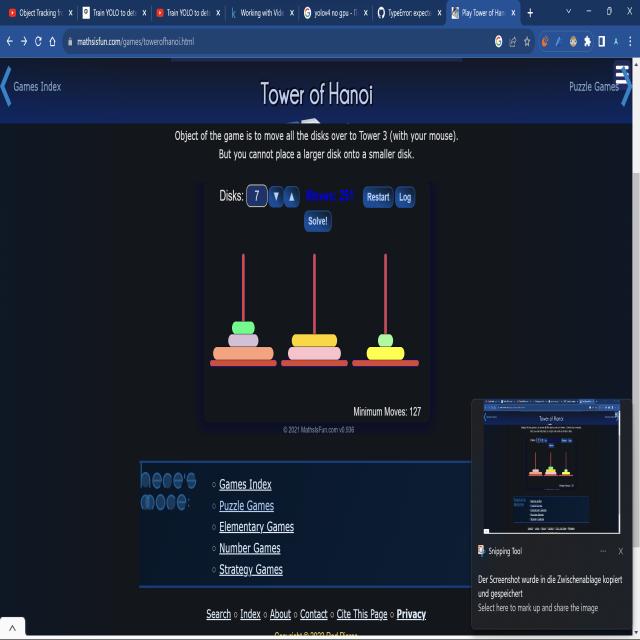 Object Tracking fr
Train YOLO to dete
Train YOLO to dete
Working with Vide
yolov4 no gpu - G
TypeError: expecte
Play Tower of Han
mathsisfun.com/games/towerofhanoi.html
Games Index
Tower of Hanoi
Puzzle Games
Object of the game is to move all the disks over to Tower 3 (with your mouse).
But you cannot place a larger disk onto a smaller disk.
Disks: 7 Restart Log
Solve!
Minimum Moves: 127
© 2021 MathsIsFun.com v0.936
Games Index
Puzzle Games
Elementary Games
Number Games
Strategy Games
Snipping Tool
Der Screenshot wurde in die Zwischenablage kopiert
und gespeichert
Select here to mark up and share the image
Search ○ Index ○ About ○ Contact ○ Cite This Page ○ Privacy